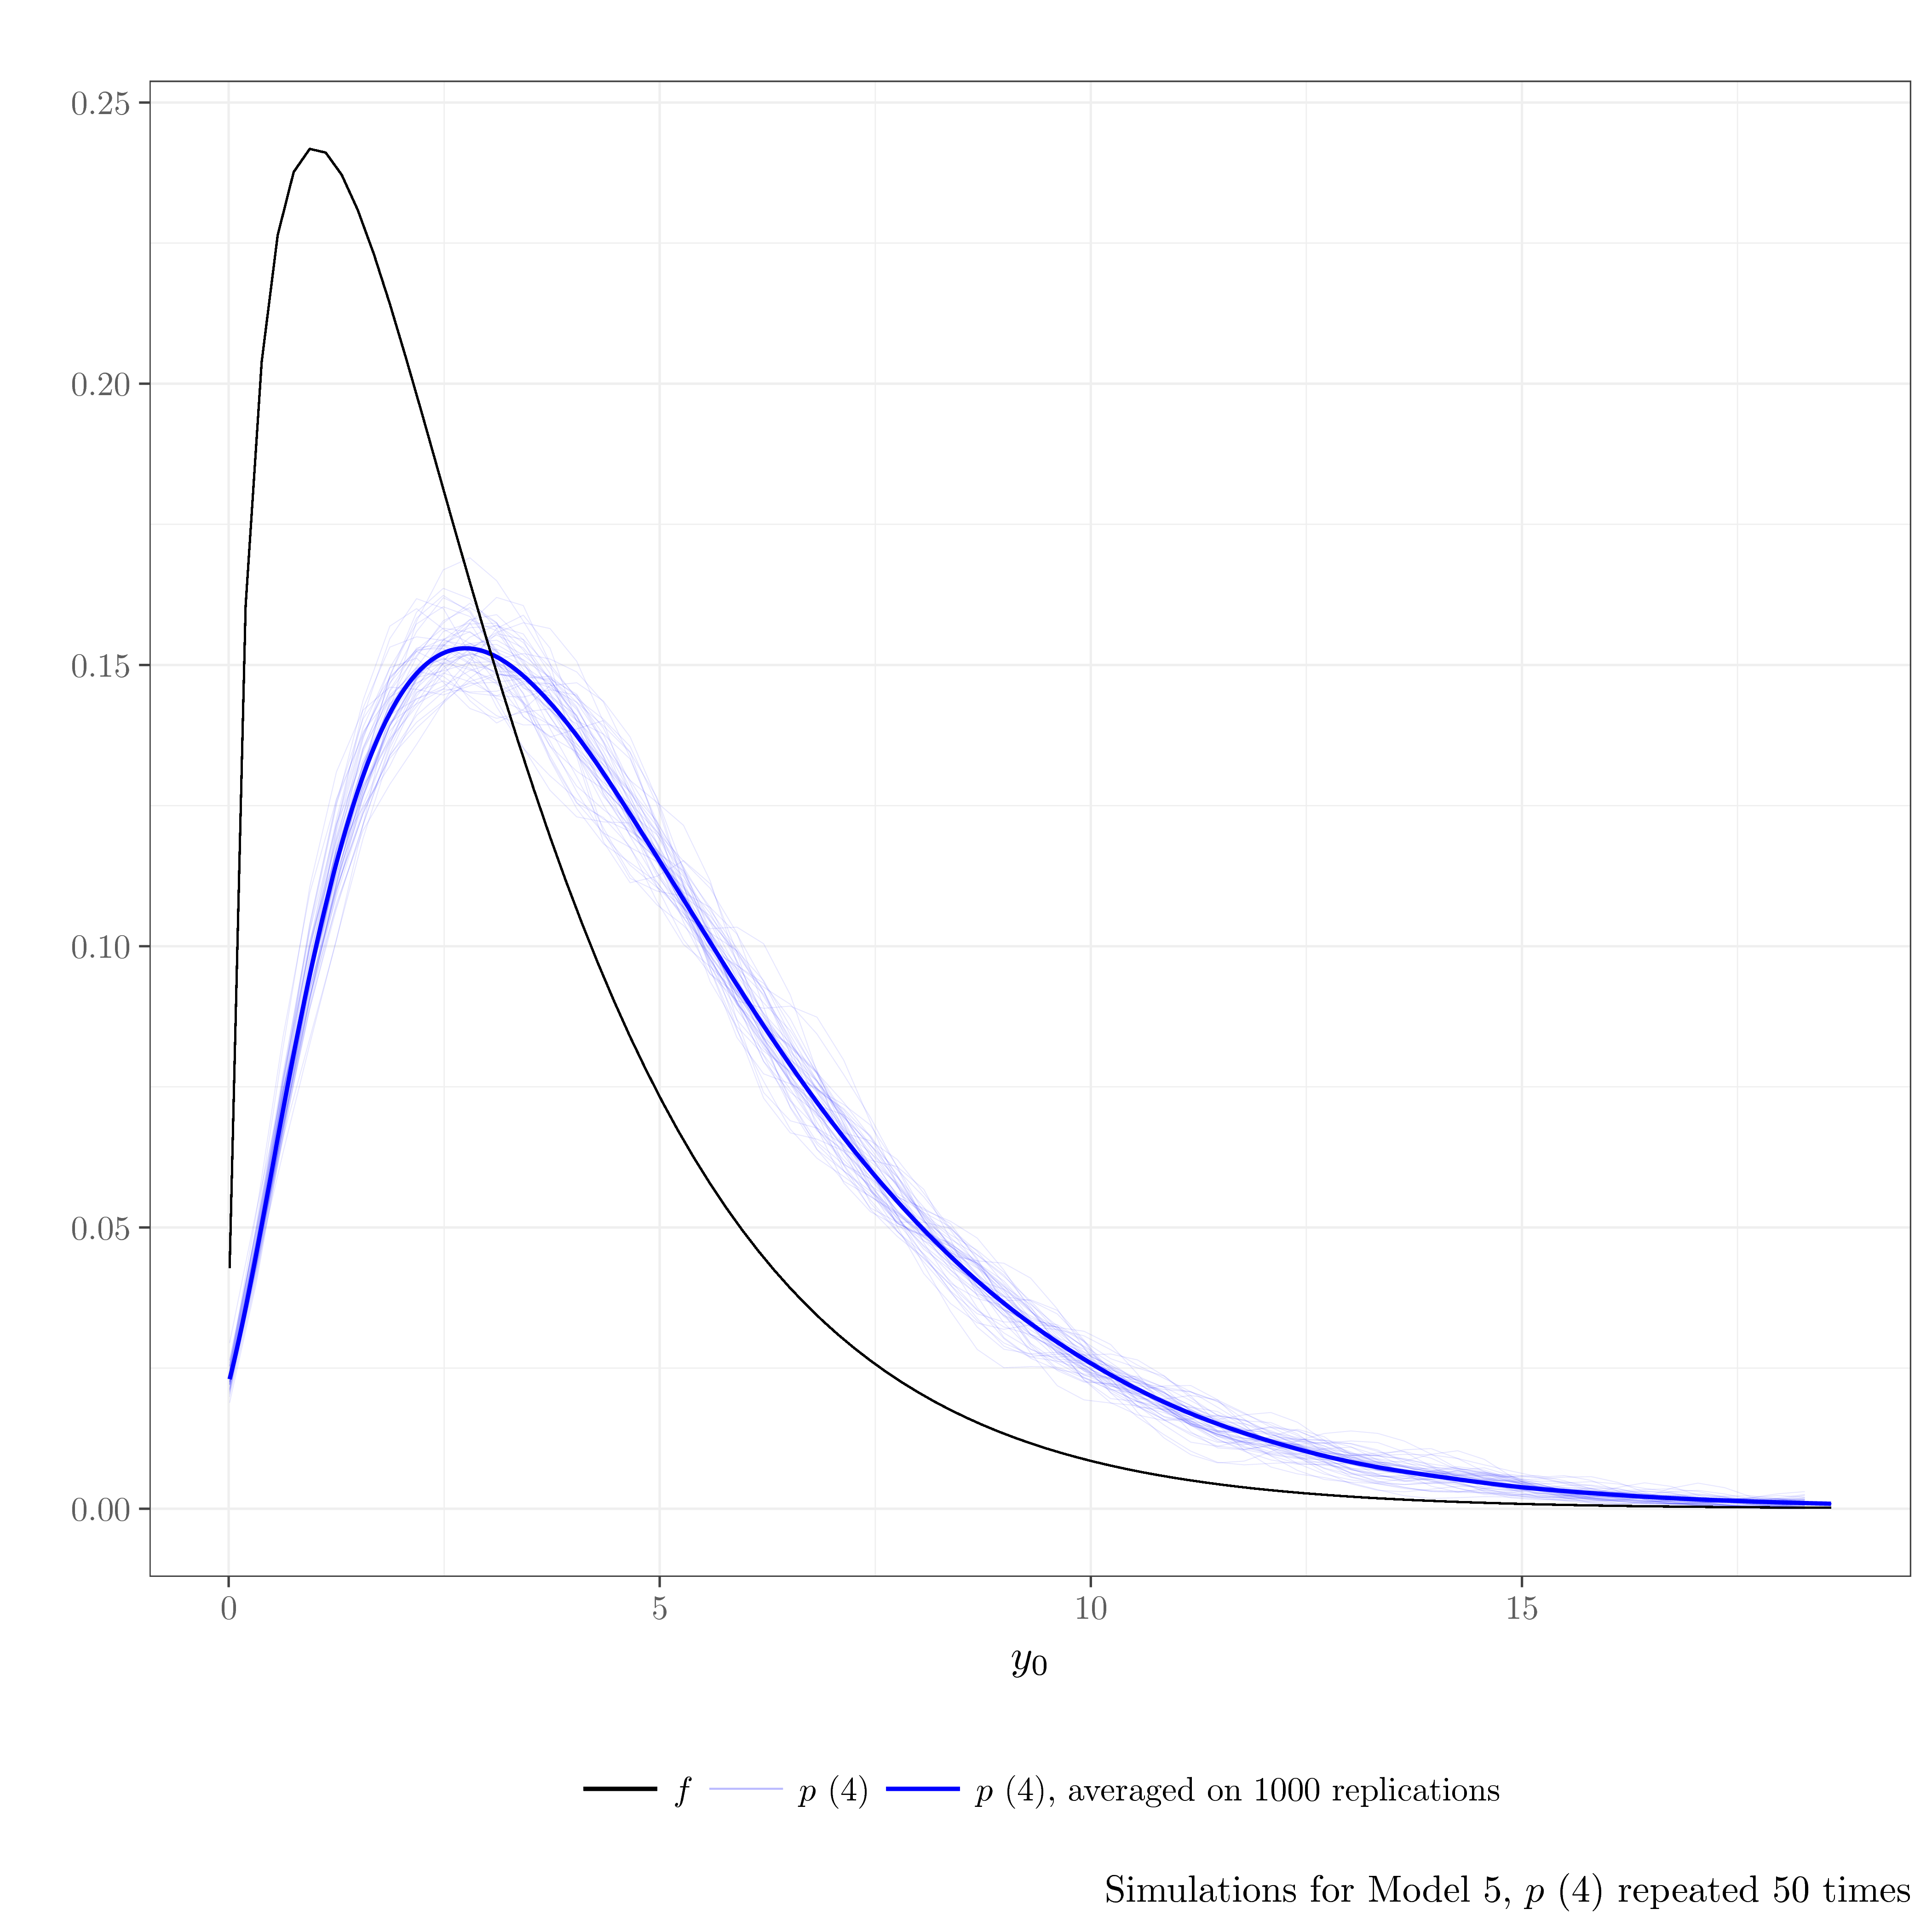 0.25
0.20
0.15
0.10
0.05
0.00
0 5 10 15
y₀
f p (4) p (4), averaged on 1000 replications
Simulations for Model 5, p (4) repeated 50 times